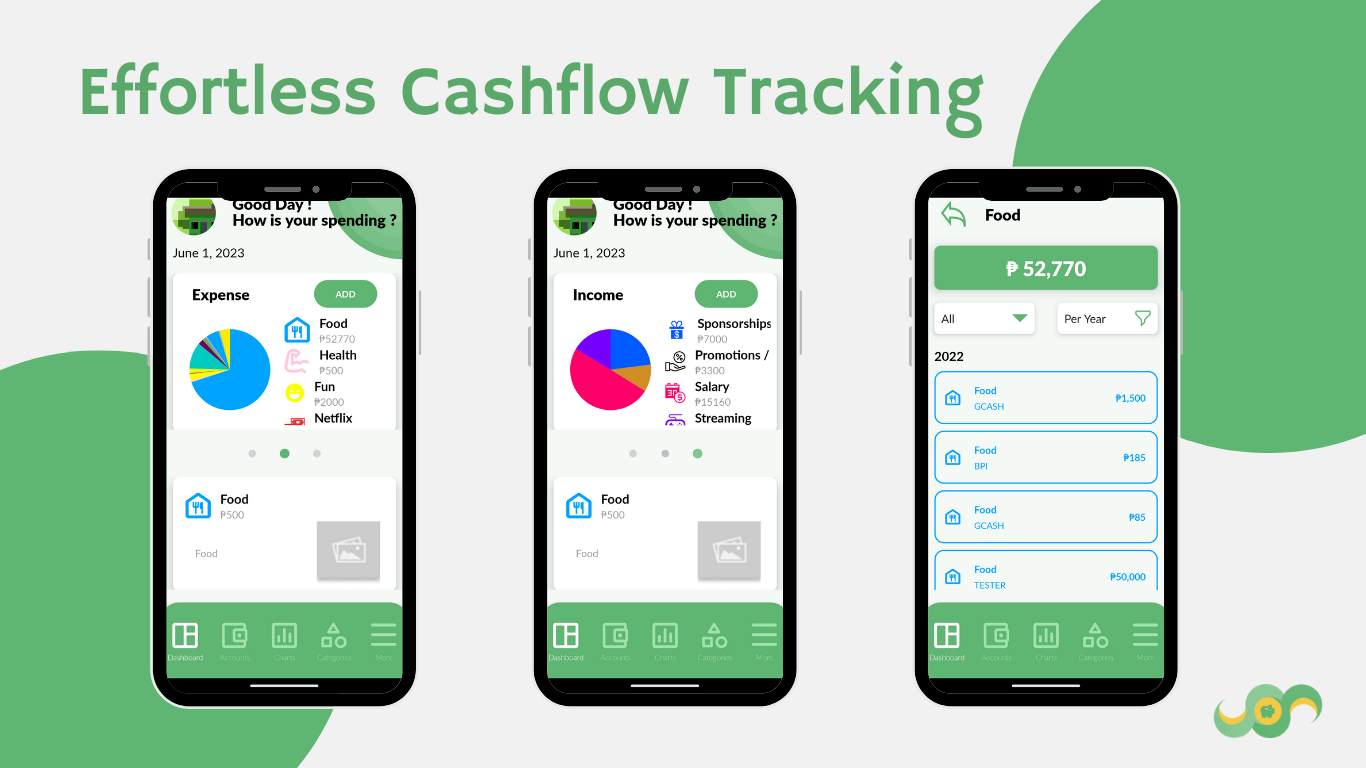 Effortless Cashflow Tracking
Good Day !
How is your spending ?
June 1, 2023
Expense
ADD
Food
₱52770
Health
₱500
Fun
₱2000
Netflix
Food
₱500
Food
Dashboard
Accounts
Charts
Categories
More
Good Day !
How is your spending ?
June 1, 2023
Income
ADD
Sponsorships
₱7000
Promotions /
₱3300
Salary
₱15160
Streaming
Food
₱500
Food
Dashboard
Accounts
Charts
Categories
More
Food
₱ 52,770
All
Per Year
2022
Food
GCASH
₱1,500
Food
BPI
₱185
Food
GCASH
₱85
Food
TESTER
₱50,000
Dashboard
Accounts
Charts
Categories
More